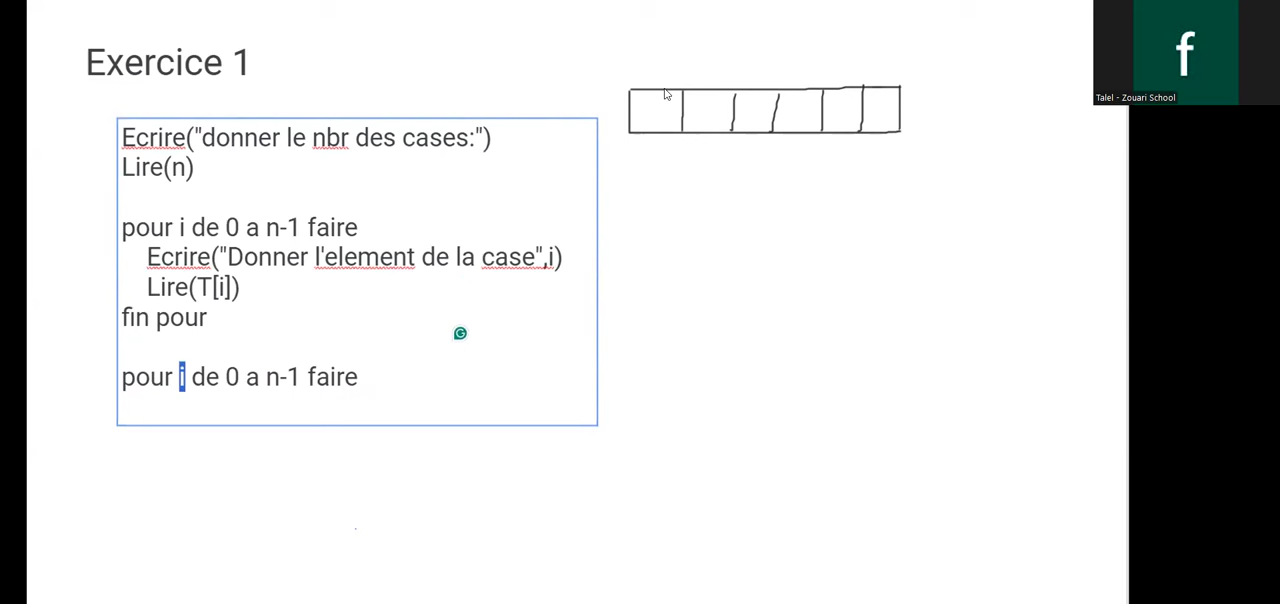 Exercice 1
f
Talel - Zouari School
Ecrire("donner le nbr des cases:")
Lire(n)
pour i de 0 a n-1 faire
Ecrire("Donner l'element de la case",i)
Lire(T[i])
fin pour
pour i de 0 a n-1 faire